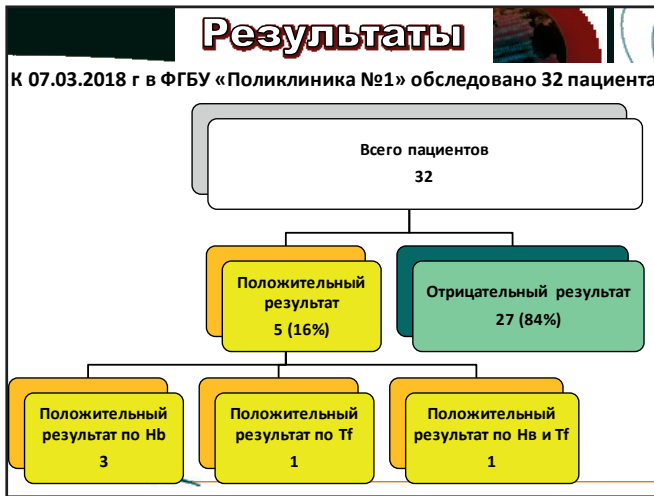 Результаты
К 07.03.2018 г в ФГБУ «Поликлиника №1» обследовано 32 пациента
Всего пациентов
32
Положительный
результат
5 (16%)
Отрицательный результат
27 (84%)
Положительный
результат по Hb
3
Положительный
результат по Tf
1
Положительный
результат по Нв и Tf
1